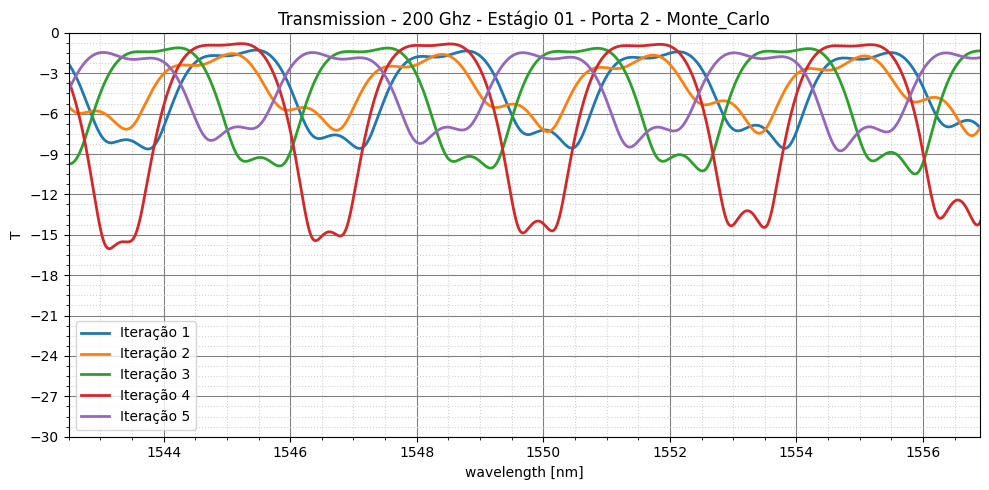 Transmission - 200 Ghz - Estágio 01 - Porta 2 - Monte_Carlo
T
0
−3
−6
−9
−12
−15
−18
−21
−24
−27
−30
Iteração 1
Iteração 2
Iteração 3
Iteração 4
Iteração 5
1544 1546 1548 1550 1552 1554 1556
wavelength [nm]